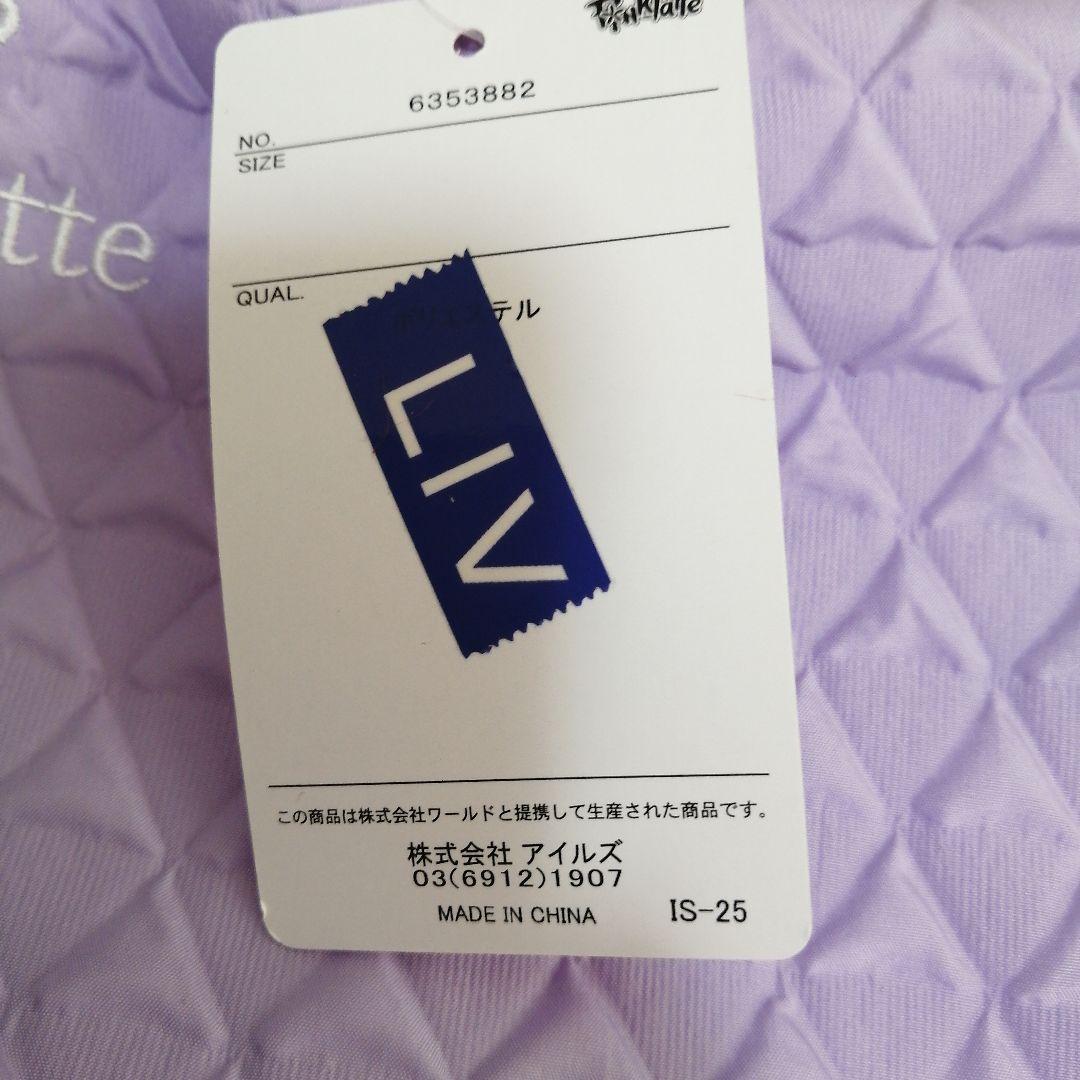 tte
PinkLatte
6353882
NO.
SIZE
QUAL.
ポリエステル
LIV
この商品は株式会社ワールドと提携して生産された商品です。
株式会社 アイルズ
03(6912)1907
MADE IN CHINA
IS-25